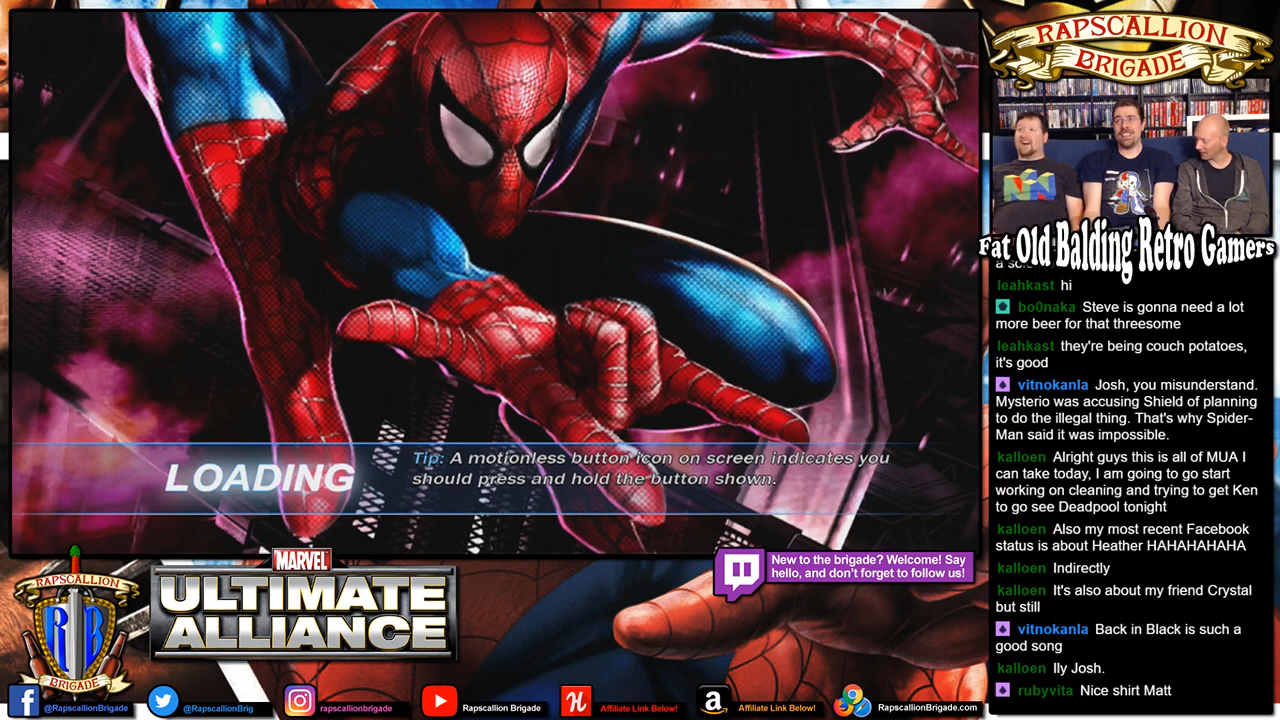 RAPSCALLION
BRIGADE
Fat Old Balding Retro Gamers
leahkast hi
bo0naka Steve is gonna need a lot
more beer for that threesome
leahkast they're being couch potatoes,
it's good
vitnokanla Josh, you misunderstand.
Mysterio was accusing Shield of planning
to do the illegal thing. That's why Spider-
Man said it was impossible.
kalloen Alright guys this is all of MUA I
can take today, I am going to go start
working on cleaning and trying to get Ken
to go see Deadpool tonight
kalloen Also my most recent Facebook
status is about Heather HAHAHAHAHA
kalloen Indirectly
kalloen It's also about my friend Crystal
but still
vitnokanla Back in Black is such a
good song
kalloen Ily Josh.
rubyvita Nice shirt Matt
LOADING
Tip: A motionless button icon on screen indicates you
should press and hold the button shown.
New to the brigade? Welcome! Say
hello, and don't forget to follow us!
RAPSCALLION
RB
BRIGADE
MARVEL
ULTIMATE
ALLIANCE
@RapscallionBrigade
@RapscallionBrig
rapscallionbrigade
Rapscallion Brigade
Affiliate Link Below!
Affiliate Link Below!
RapscallionBrigade.com